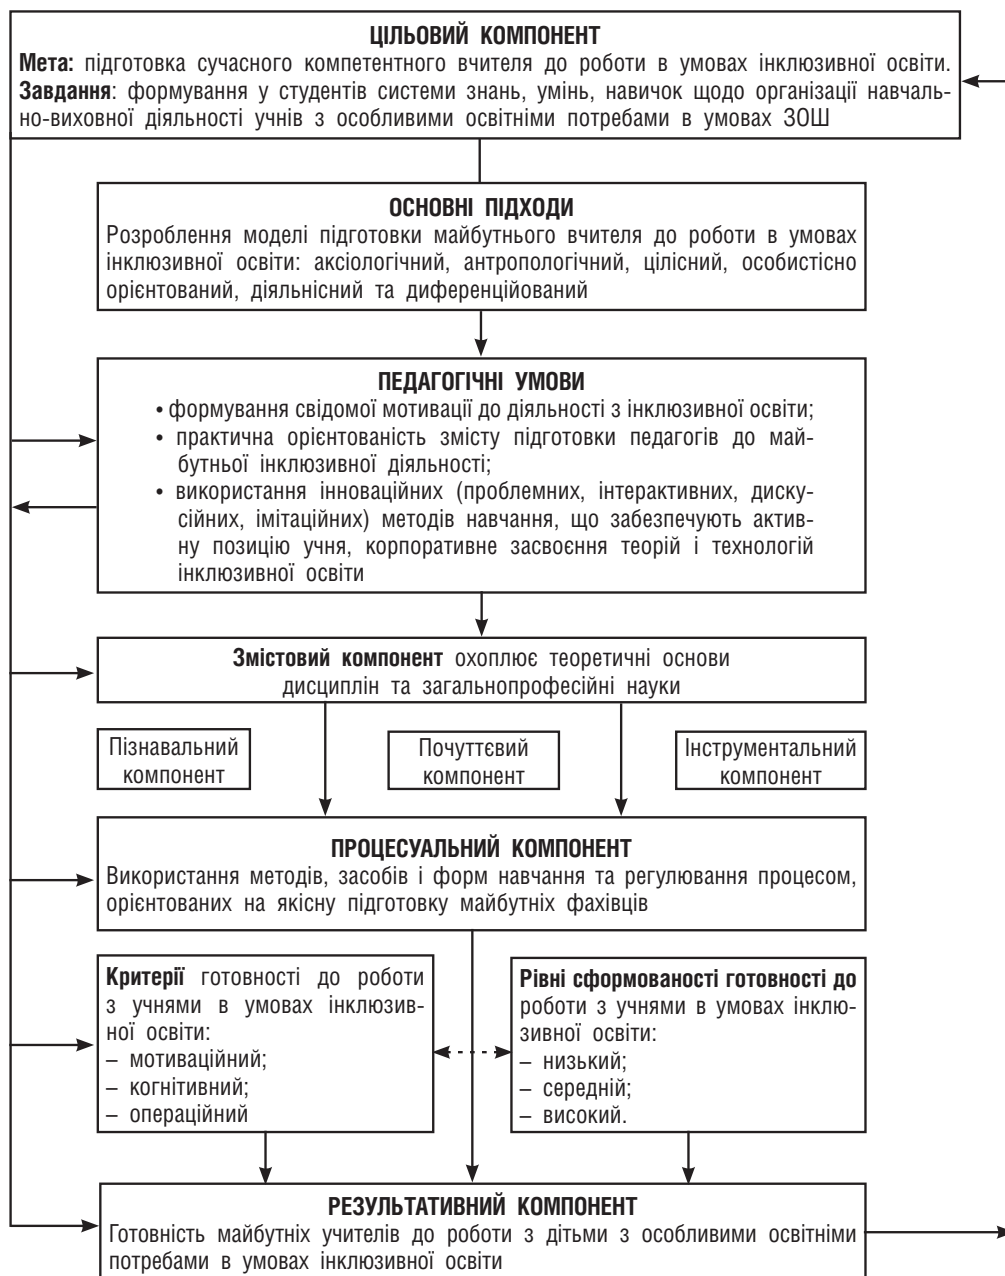 ЦІЛЬОВИЙ КОМПОНЕНТ
Мета: підготовка сучасного компетентного вчителя до роботи в умовах інклюзивної освіти.
Завдання: формування у студентів системи знань, умінь, навичок щодо організації навчаль-
но-виховної діяльності учнів з особливими освітніми потребами в умовах ЗОШ
ОСНОВНІ ПІДХОДИ
Розроблення моделі підготовки майбутнього вчителя до роботи в умовах
інклюзивної освіти: аксіологічний, антропологічний, цілісний, особистісно
орієнтований, діяльнісний та диференційований
ПЕДАГОГІЧНІ УМОВИ
• формування свідомої мотивації до діяльності з інклюзивної освіти;
• практична орієнтованість змісту підготовки педагогів до май-
бутньої інклюзивної діяльності;
• використання інноваційних (проблемних, інтерактивних, диску-
сійних, імітаційних) методів навчання, що забезпечують актив-
ну позицію учня, корпоративне засвоєння теорій і технологій
інклюзивної освіти
Змістовий компонент охоплює теоретичні основи
дисциплін та загальнопрофесійні науки
Пізнавальний
компонент
Почуттєвий
компонент
Інструментальний
компонент
ПРОЦЕСУАЛЬНИЙ КОМПОНЕНТ
Використання методів, засобів і форм навчання та регулювання процесом,
орієнтованих на якісну підготовку майбутніх фахівців
Критерії готовності до роботи
з учнями в умовах інклюзив-
ної освіти:
– мотиваційний;
– когнітивний;
– операційний
Рівні сформованості готовності до
роботи з учнями в умовах інклю-
зивної освіти:
– низький;
– середній;
– високий.
РЕЗУЛЬТАТИВНИЙ КОМПОНЕНТ
Готовність майбутніх учителів до роботи з дітьми з особливими освітніми
потребами в умовах інклюзивної освіти